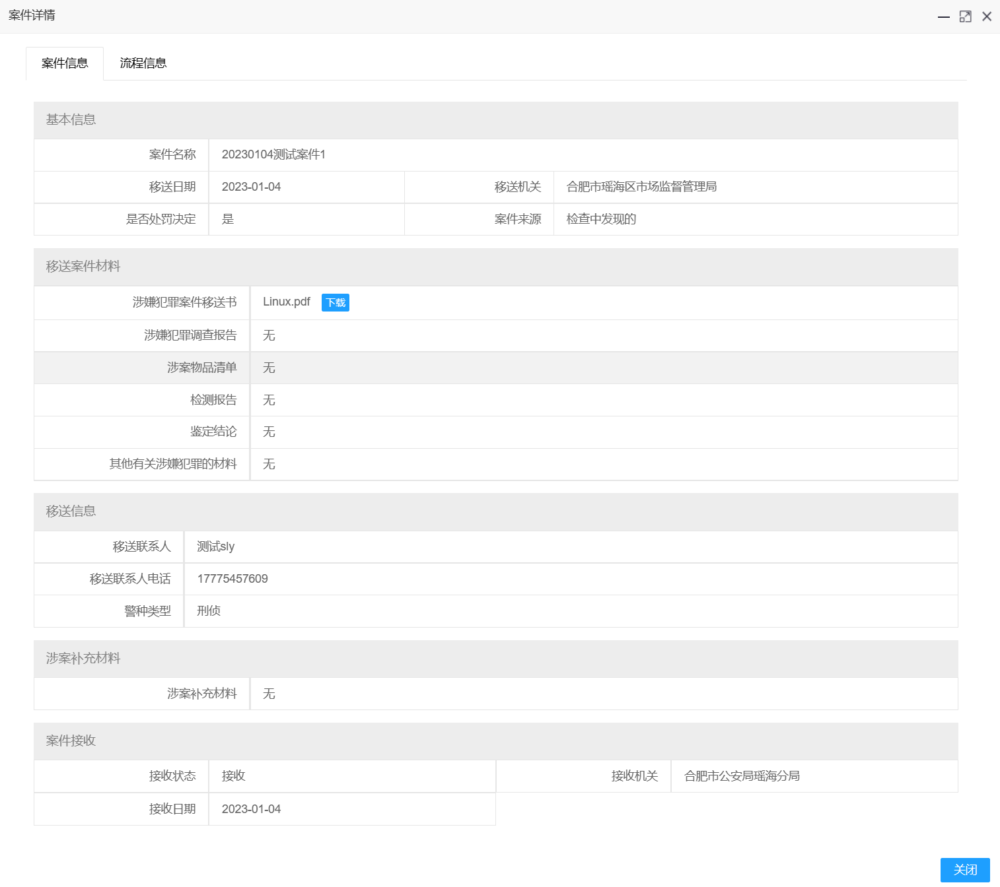 案件详情
案件信息 流程信息
基本信息
案件名称 20230104测试案件1
移送日期 2023-01-04 移送机关 合肥市瑶海区市场监督管理局
是否处罚决定 是 案件来源 检查中发现的
移送案件材料
涉嫌犯罪案件移送书 Linux.pdf 下载
涉嫌犯罪调查报告 无
涉案物品清单 无
检测报告 无
鉴定结论 无
其他有关涉嫌犯罪的材料 无
移送信息
移送联系人 测试sly
移送联系人电话 17775457609
警种类型 刑侦
涉案补充材料
涉案补充材料 无
案件接收
接收状态 接收 接收机关 合肥市公安局瑶海分局
接收日期 2023-01-04
关闭